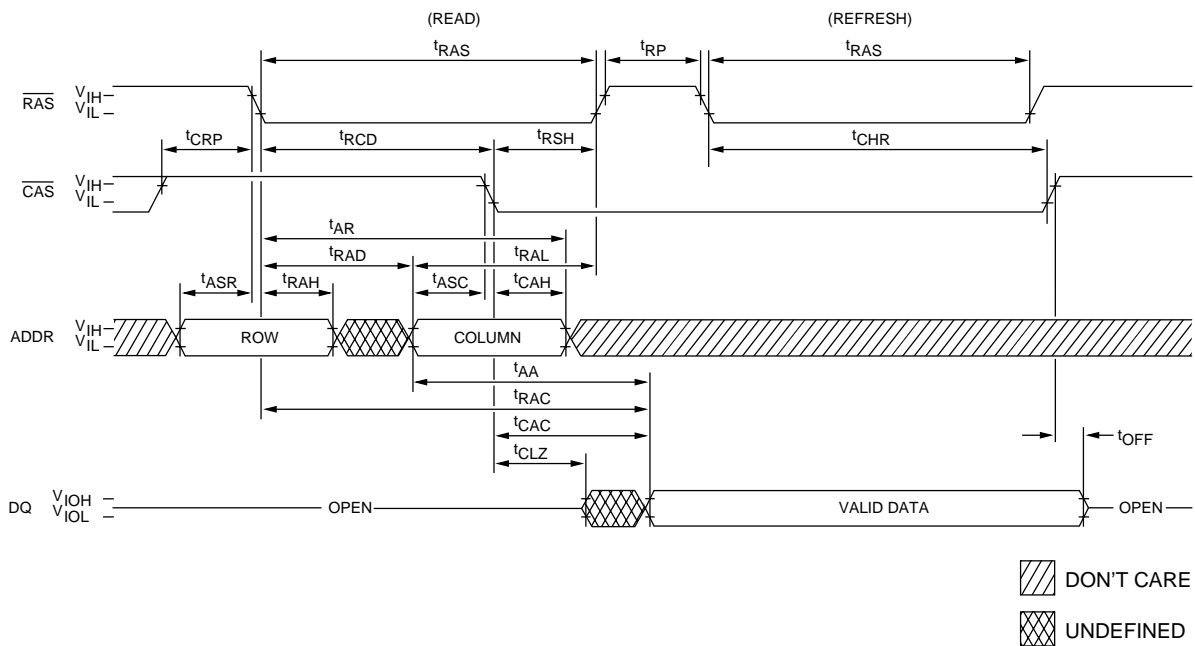 (READ) (REFRESH)
tRAS tRP tRAS
RAS VIH VIL
tCRP tRCD tRSH tCHR
CAS VIH VIL
tAR
tRAD tRAL
tASR tRAH tASC tCAH
ADDR VIH VIL ROW COLUMN
tAA
tRAC
tCAC tOFF
tCLZ
DQ VIOH VIOL OPEN VALID DATA OPEN
DON'T CARE
UNDEFINED